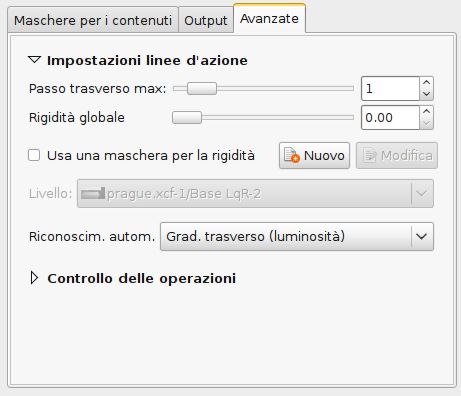 Maschere per i contenuti Output Avanzate
Impostazioni linee d'azione
Passo trasverso max: 1
Rigidità globale 0.00
Usa una maschera per la rigidità Nuovo Modifica
Livello: prague.xcf-1/Base LqR-2
Riconoscim. autom. Grad. trasverso (luminosità)
Controllo delle operazioni